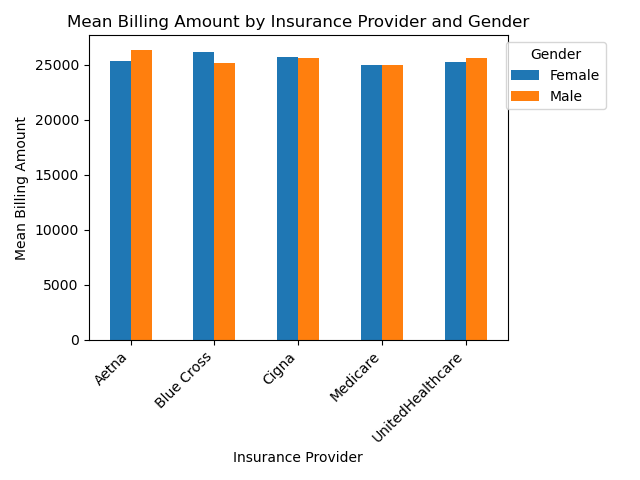 Mean Billing Amount by Insurance Provider and Gender
Gender
Female
Male
25000
20000
15000
10000
5000
0
Mean Billing Amount
Aetna
Blue Cross
Cigna
Medicare
UnitedHealthcare
Insurance Provider